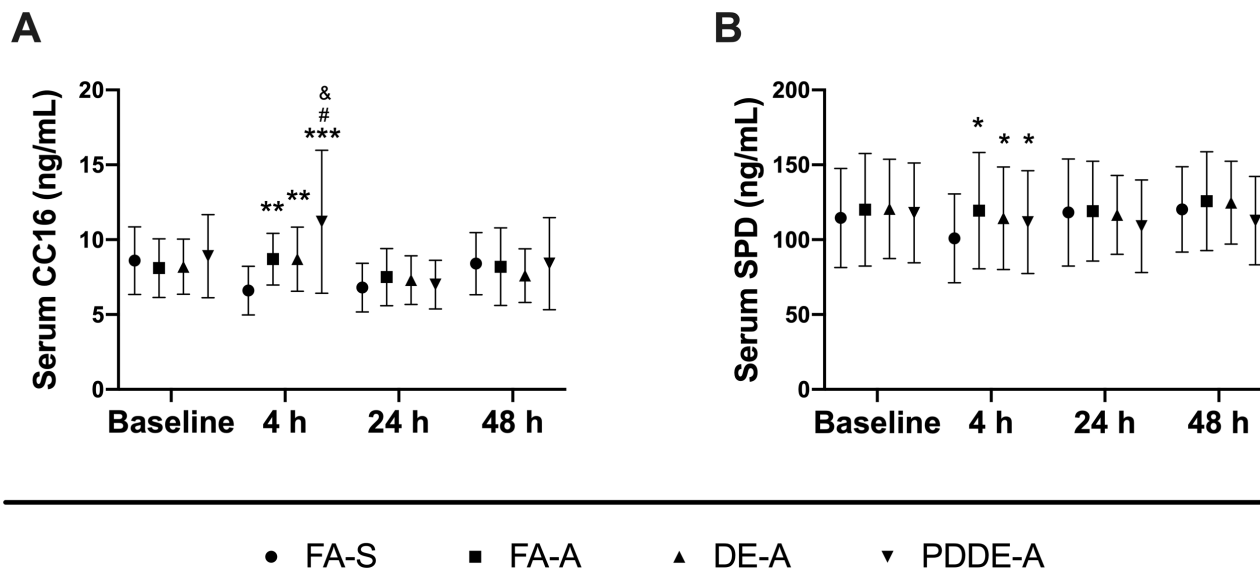 A
Serum CC16 (ng/mL)
20
15
10
5
0
**
**
&
#
***
Baseline 4 h 24 h 48 h
B
Serum SPD (ng/mL)
200
150
100
50
0
* * *
Baseline 4 h 24 h 48 h
FA-S FA-A DE-A PDDE-A